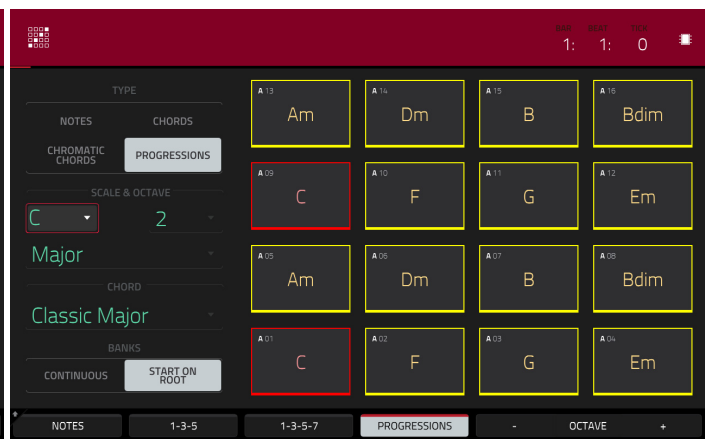 BAR BEAT TICK
1: 1: 0
TYPE
NOTES CHORDS
CHROMATIC
CHORDS
PROGRESSIONS
SCALE & OCTAVE
C 2
Major
CHORD
Classic Major
BANKS
CONTINUOUS
START ON
ROOT
A 13 A 14 A 15 A 16
Am Dm B Bdim
A 09 A 10 A 11 A 12
C F G Em
A 05 A 06 A 07 A 08
Am Dm B Bdim
A 01 A 02 A 03 A 04
C F G Em
NOTES 1-3-5 1-3-5-7 PROGRESSIONS - OCTAVE +